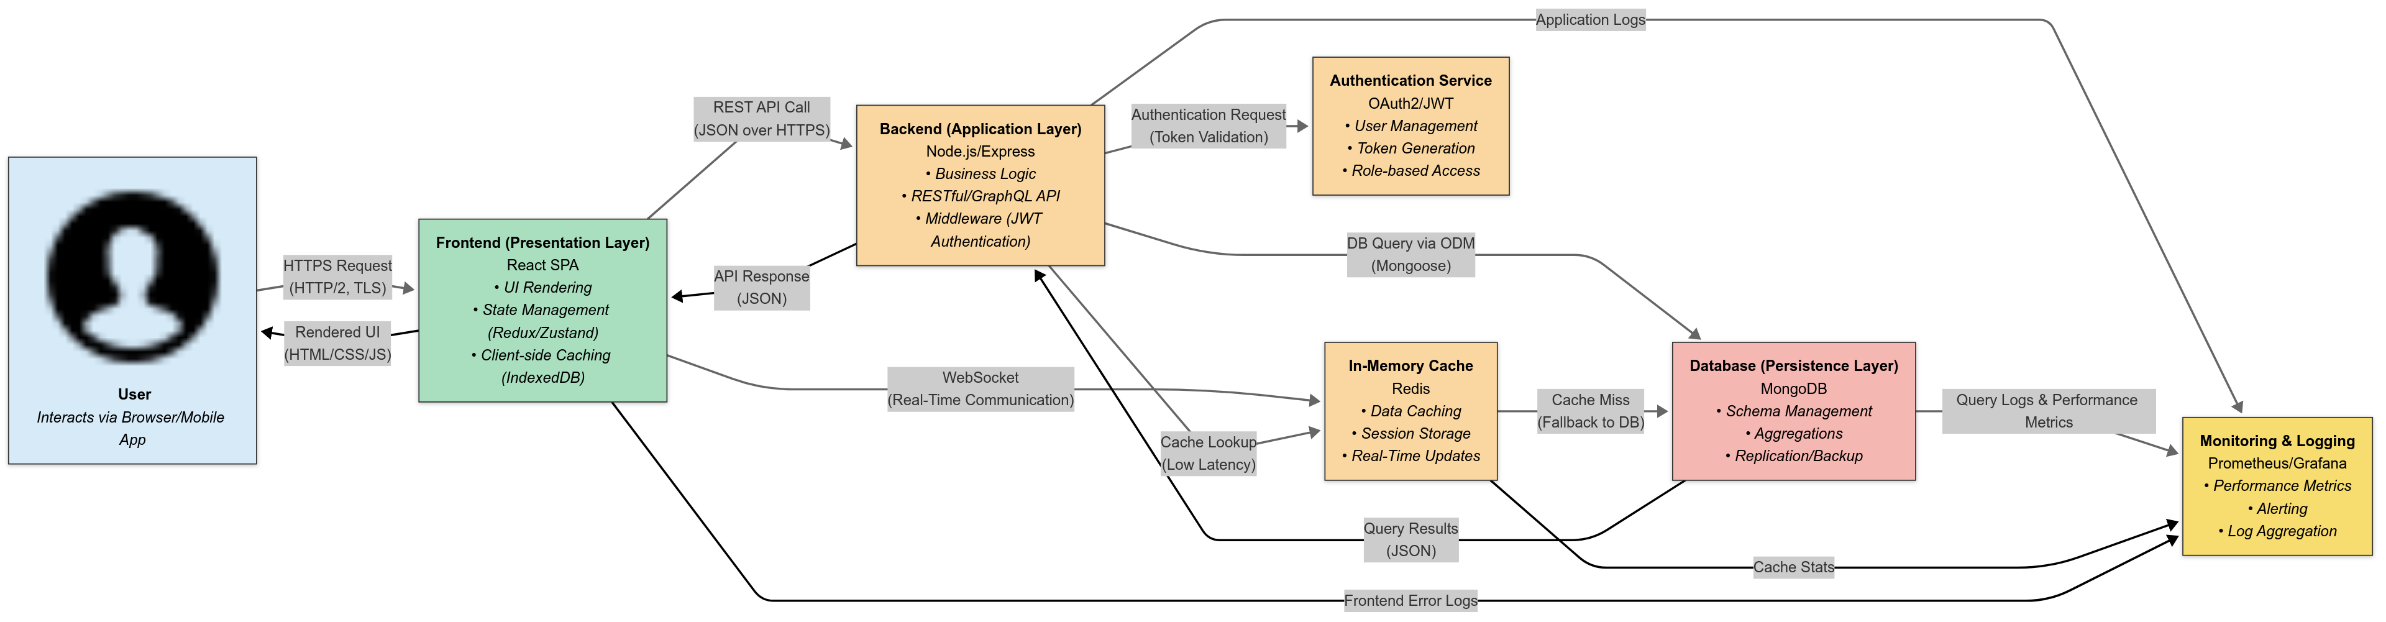 Application Logs
Authentication Service
OAuth2/JWT
• User Management
• Token Generation
• Role-based Access
REST API Call
(JSON over HTTPS)
Backend (Application Layer)
Node.js/Express
• Business Logic
• RESTful/GraphQL API
• Middleware (JWT
Authentication)
Authentication Request
(Token Validation)
User
Interacts via Browser/Mobile
App
HTTPS Request
(HTTP/2, TLS)
Rendered UI
(HTML/CSS/JS)
Frontend (Presentation Layer)
React SPA
• UI Rendering
• State Management
(Redux/Zustand)
• Client-side Caching
(IndexedDB)
API Response
(JSON)
DB Query via ODM
(Mongoose)
WebSocket
(Real-Time Communication)
Cache Lookup
(Low Latency)
In-Memory Cache
Redis
• Data Caching
• Session Storage
• Real-Time Updates
Cache Miss
(Fallback to DB)
Database (Persistence Layer)
MongoDB
• Schema Management
• Aggregations
• Replication/Backup
Query Logs & Performance
Metrics
Monitoring & Logging
Prometheus/Grafana
• Performance Metrics
• Alerting
• Log Aggregation
Query Results
(JSON)
Cache Stats
Frontend Error Logs